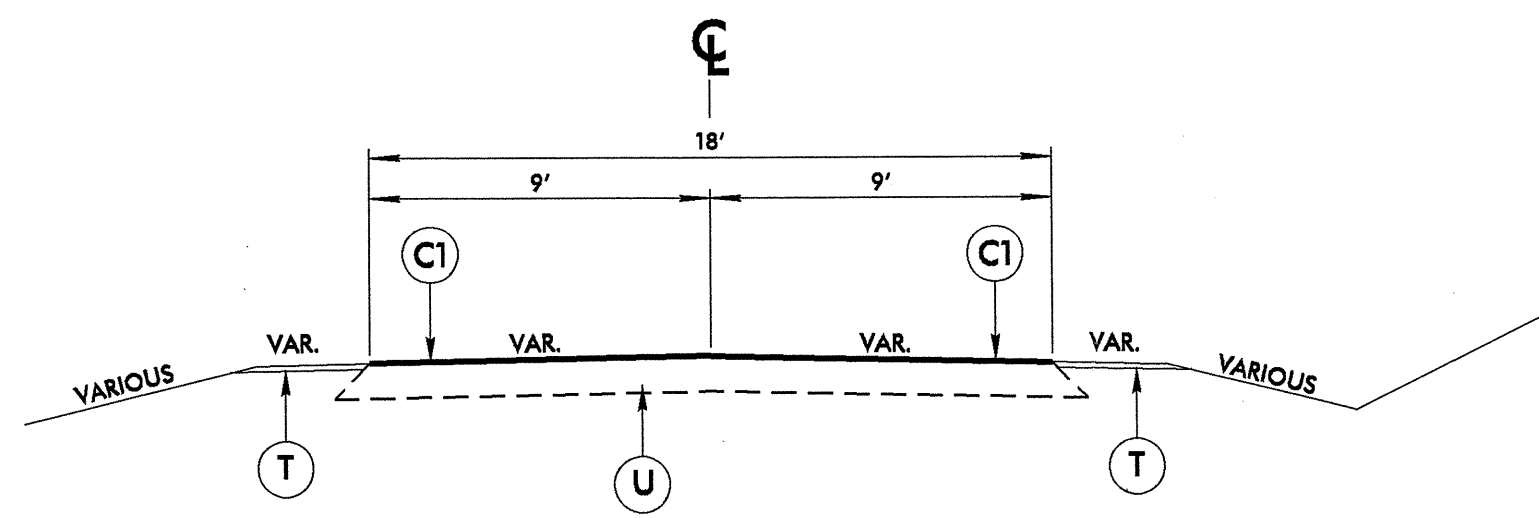 ℄
18'
9' 9'
C1 C1
VAR. VAR. VAR. VAR.
VARIOUS VARIOUS
T U T